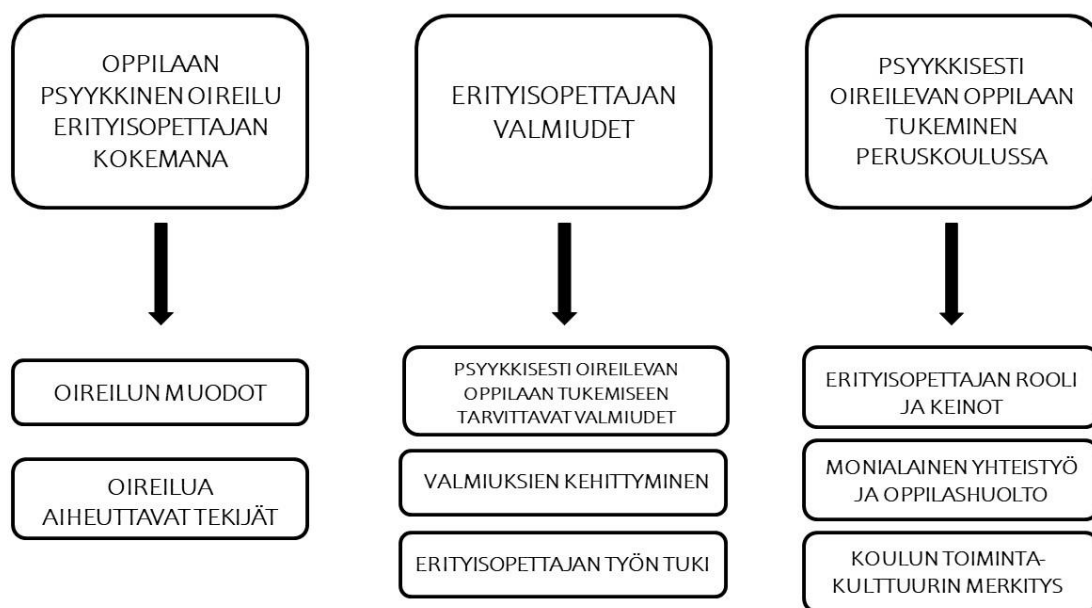 OPPILAAN
PSYYKKINEN OIREILU
ERITYISOPETTAJAN
KOKEMANA
OIREILUN MUODOT
OIREILUA
AIHEUTTAVAT TEKIJÄT
ERITYISOPETTAJAN
VALMIUDET
PSYYKKISESTI OIREILEVAN
OPPILAAN TUKEMISEEN
TARVITTAVAT VALMIUDET
VALMIUKSIEN KEHITTYMINEN
ERITYISOPETTAJAN TYÖN TUKI
PSYYKKISESTI
OIREILEVAN OPPILAAN
TUKEMINEN
PERUSKOULUSSA
ERITYISOPETTAJAN ROOLI
JA KEINOT
MONIALAINEN YHTEISTYÖ
JA OPPILASHUOLTO
KOULUN TOIMINTA-
KULTTUURIN MERKITYS